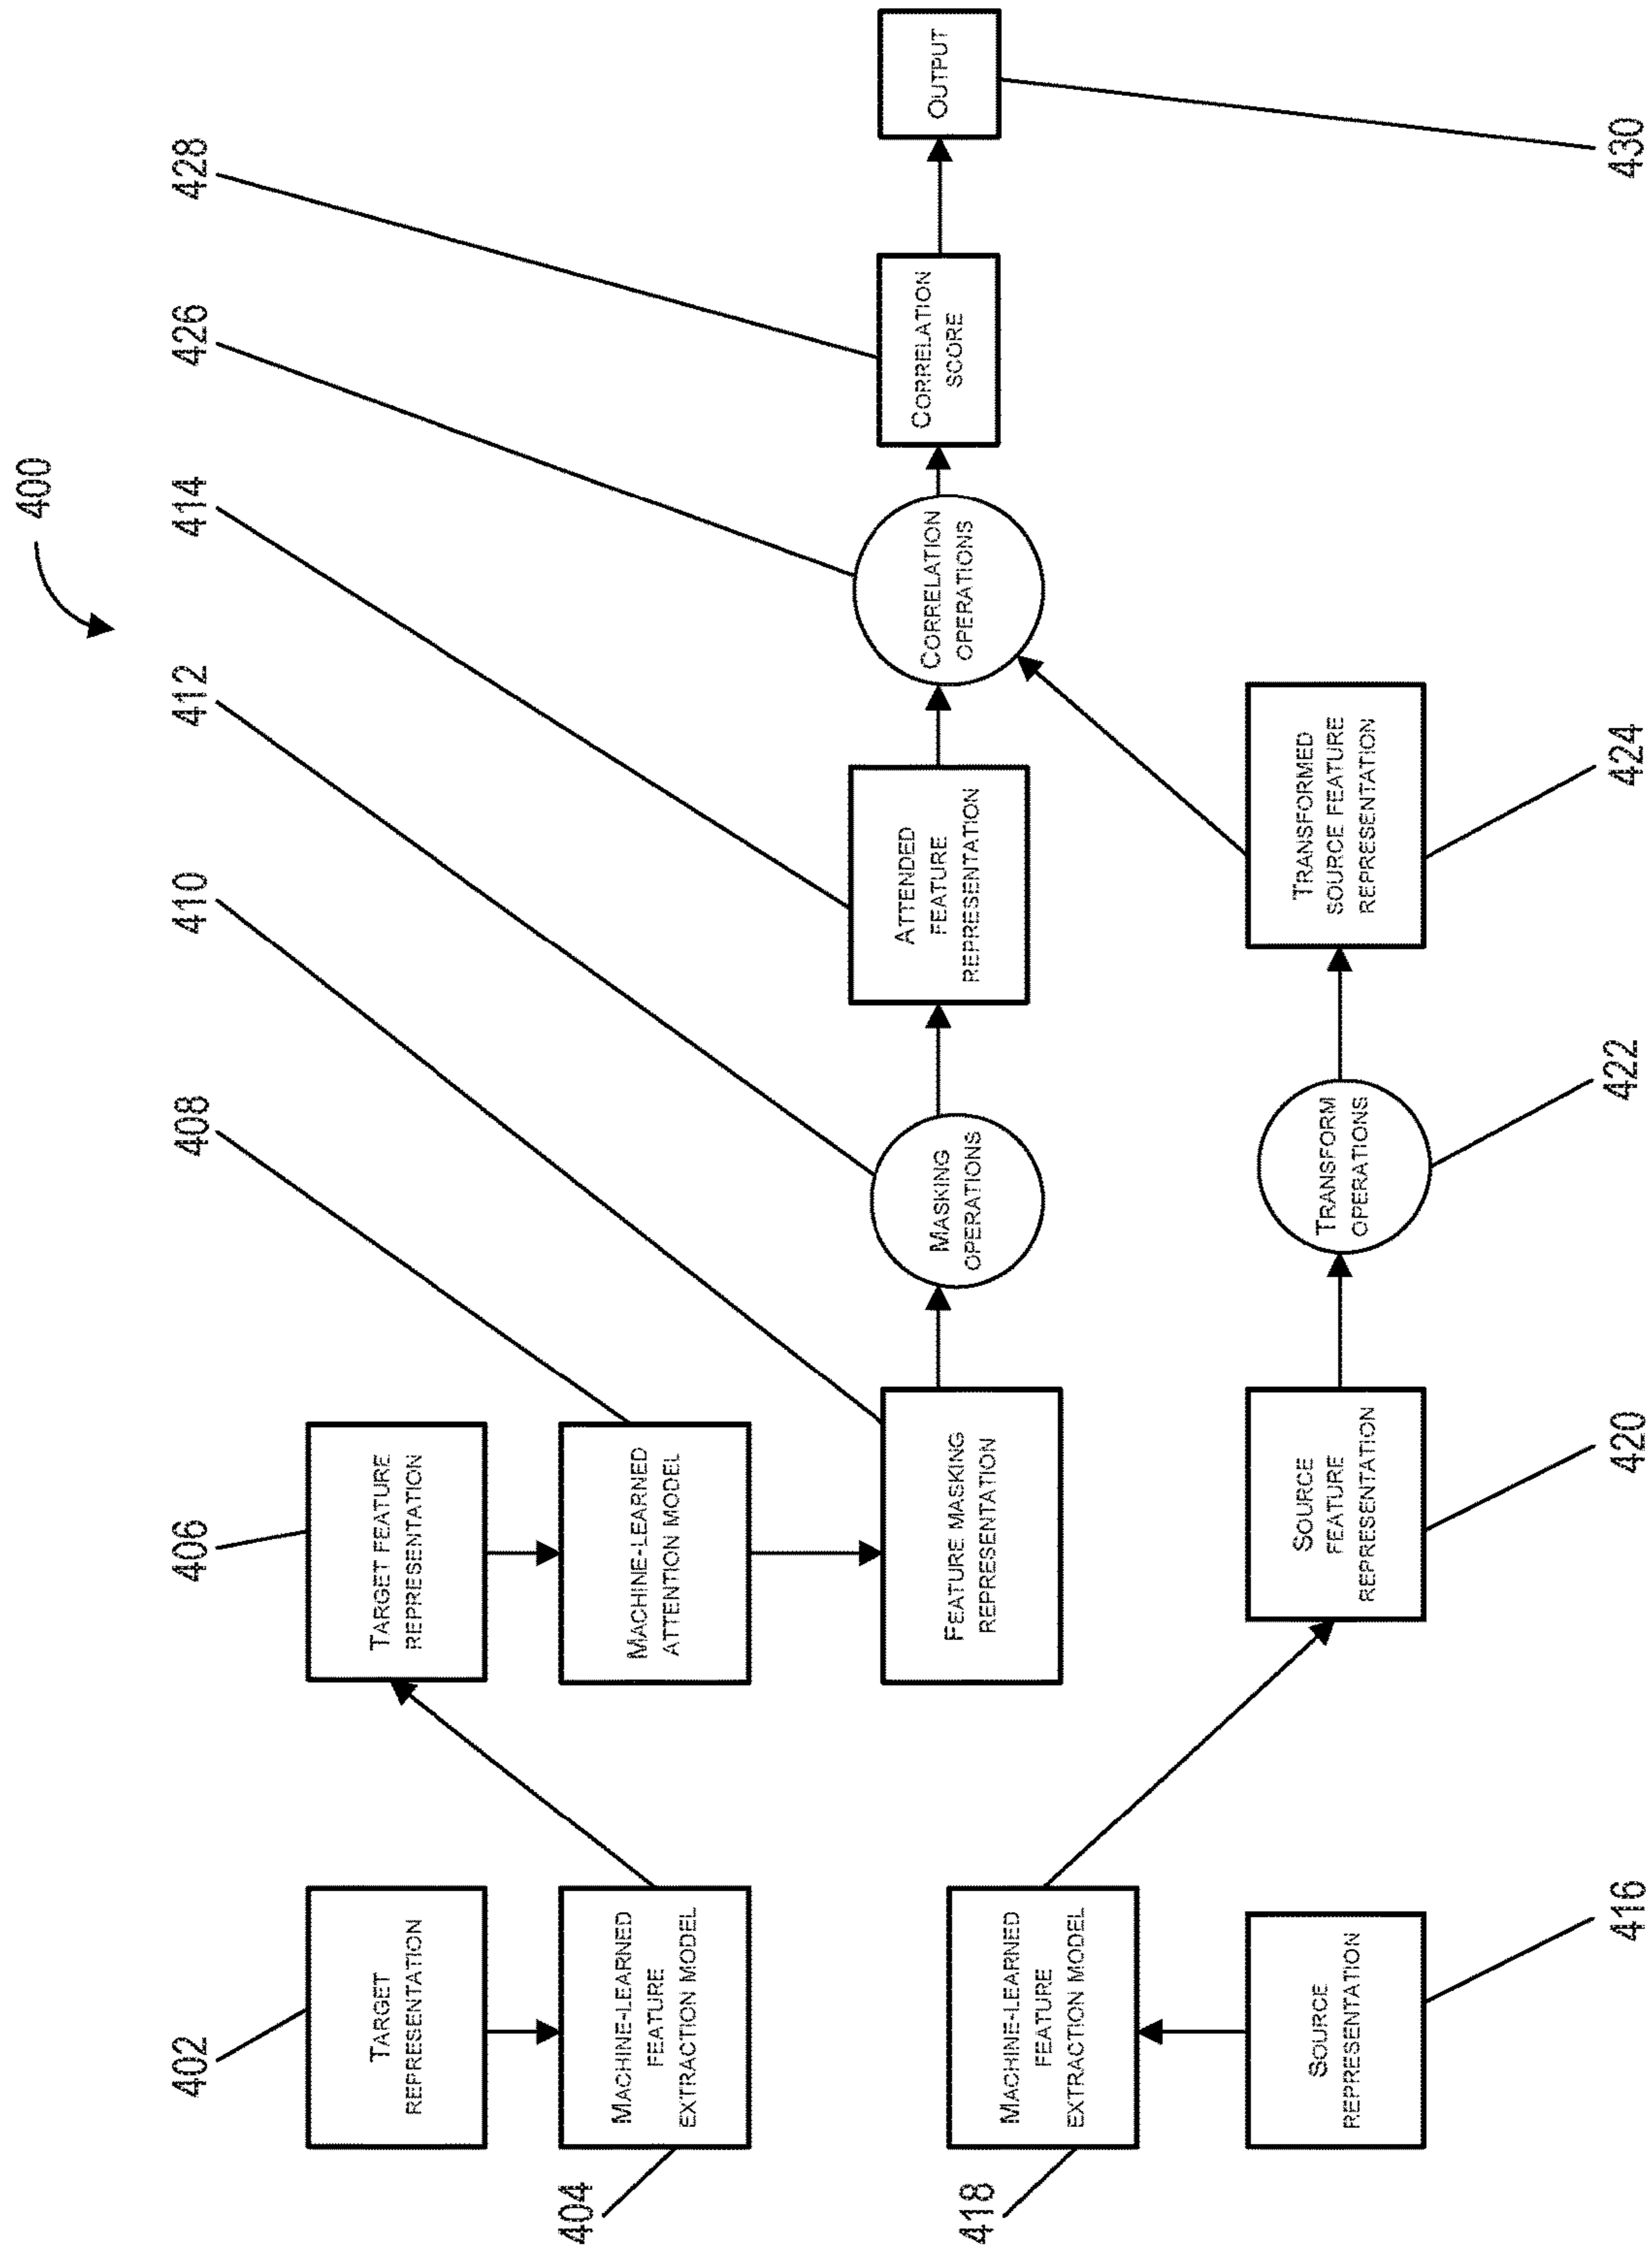 400
402
TARGET
REPRESENTATION
404
MACHINE-LEARNED
FEATURE
EXTRACTION MODEL
406
TARGET FEATURE
REPRESENTATION
408
MACHINE-LEARNED
ATTENTION MODEL
410
FEATURE MASKING
REPRESENTATION
412
MASKING
OPERATIONS
414
ATTENDED
FEATURE
REPRESENTATION
426
CORRELATION
OPERATIONS
428
CORRELATION
SCORE
OUTPUT
430
418
MACHINE-LEARNED
FEATURE
EXTRACTION MODEL
SOURCE
REPRESENTATION
416
SOURCE
FEATURE
REPRESENTATION
420
TRANSFORM
OPERATIONS
422
TRANSFORMED
SOURCE FEATURE
REPRESENTATION
424